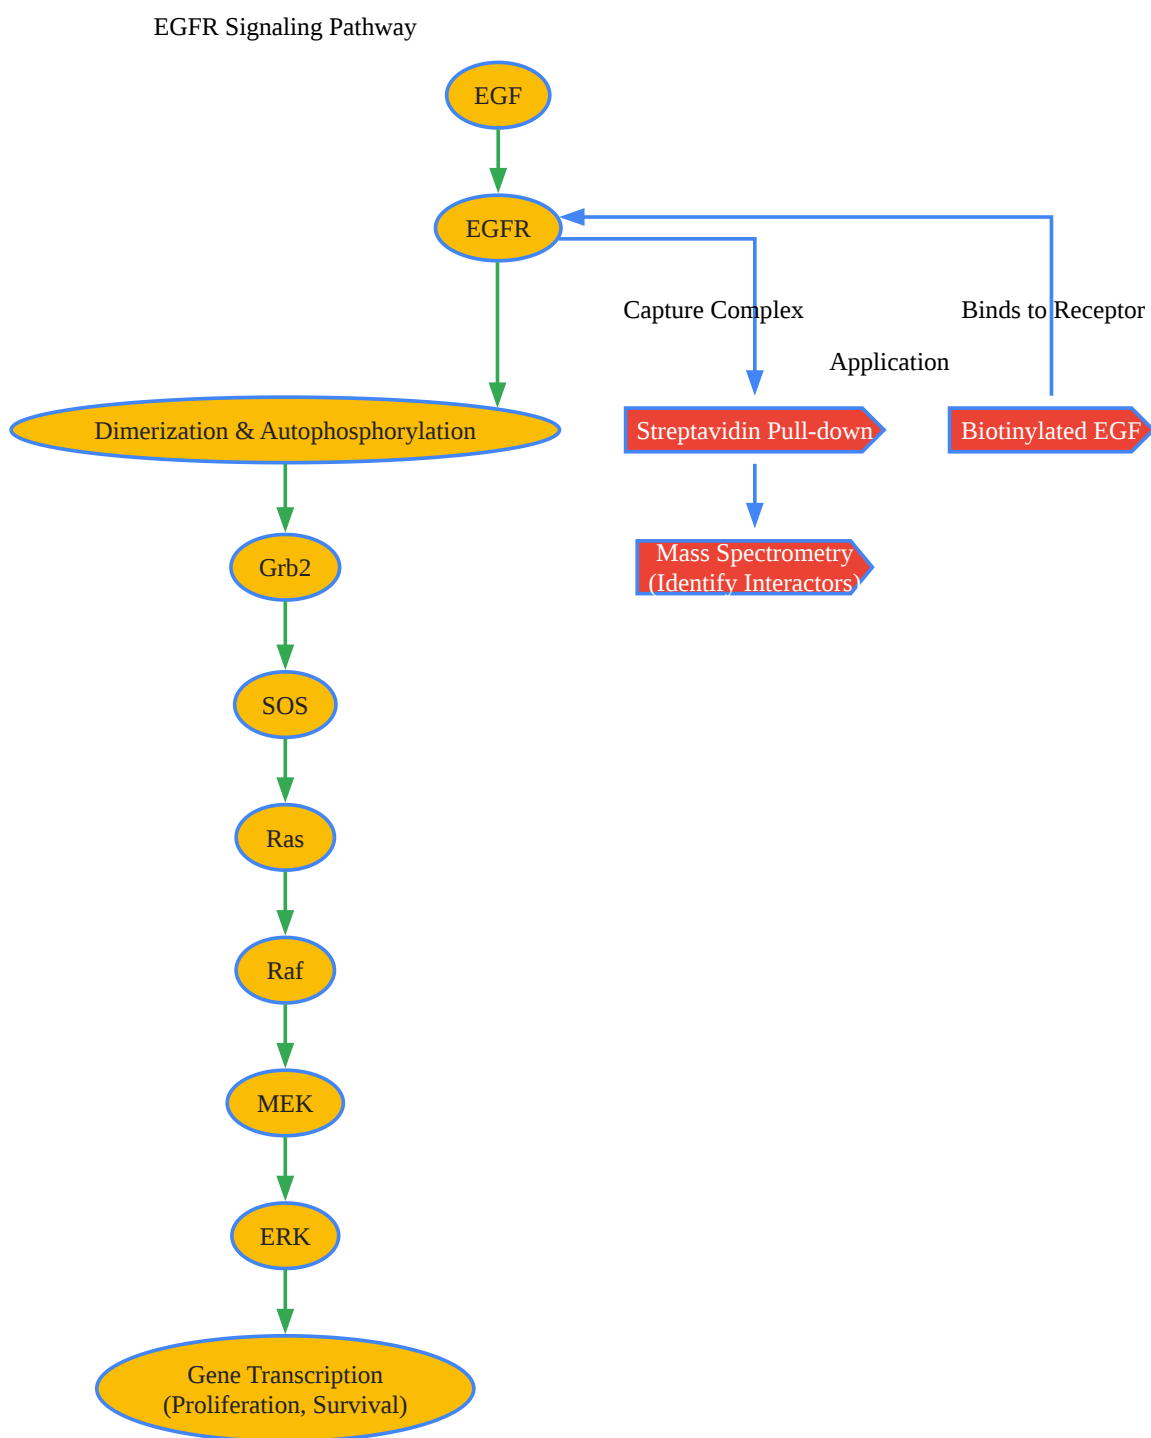 EGFR Signaling Pathway
EGF
EGFR
Capture Complex
Binds to Receptor
Application
Dimerization & Autophosphorylation
Streptavidin Pull-down
Biotinylated EGF
Grb2
Mass Spectrometry
(Identify Interactors)
SOS
Ras
Raf
MEK
ERK
Gene Transcription
(Proliferation, Survival)